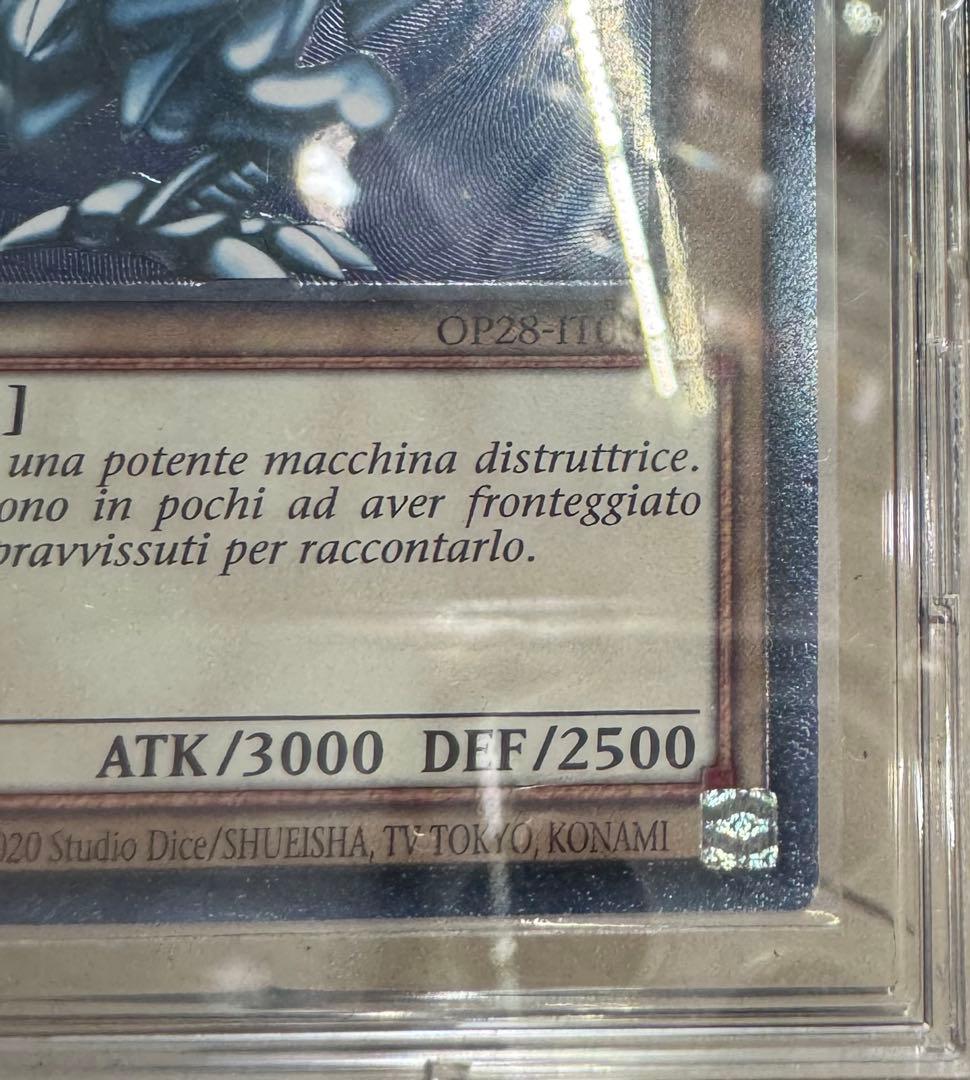 OP28-IT0
]
una potente macchina distruttrice.
ono in pochi ad aver fronteggiato
pravvissuti per raccontarlo.
ATK/3000 DEF/2500
020 Studio Dice/SHUEISHA, TV TOKYO, KONAMI